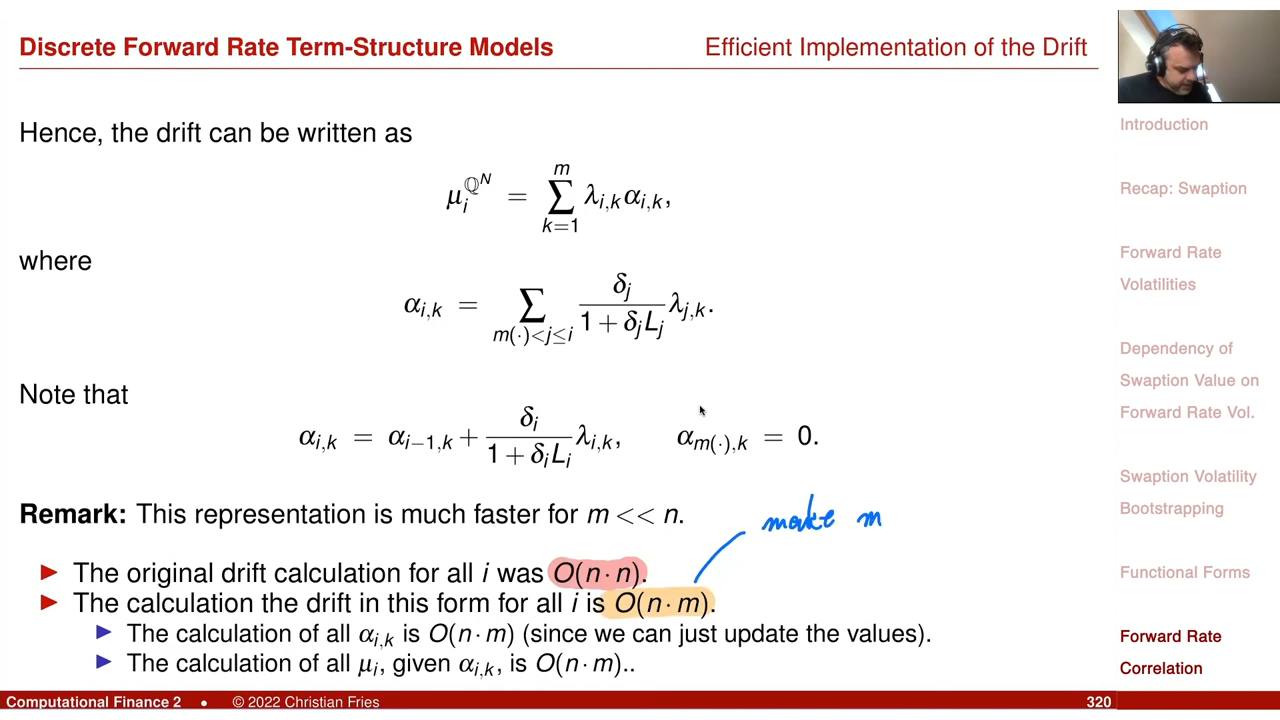 Discrete Forward Rate Term-Structure Models Efficient Implementation of the Drift
Hence, the drift can be written as
μ_i^{ℚ^N} = ∑_{k=1}^{m} λ_{i,k} α_{i,k},
where
α_{i,k} = ∑_{m(·)<j≤i} δ_j / (1 + δ_j L_j) λ_{j,k}.
Note that
α_{i,k} = α_{i−1,k} + δ_i / (1 + δ_i L_i) λ_{i,k}, α_{m(·),k} = 0.
Remark: This representation is much faster for m << n.
make m
► The original drift calculation for all i was O(n·n).
► The calculation the drift in this form for all i is O(n·m).
► The calculation of all α_{i,k} is O(n·m) (since we can just update the values).
► The calculation of all μ_i, given α_{i,k}, is O(n·m)..
Introduction
Recap: Swaption
Forward Rate
Volatilities
Dependency of
Swaption Value on
Forward Rate Vol.
Swaption Volatility
Bootstrapping
Functional Forms
Forward Rate
Correlation
Computational Finance 2 • © 2022 Christian Fries 320